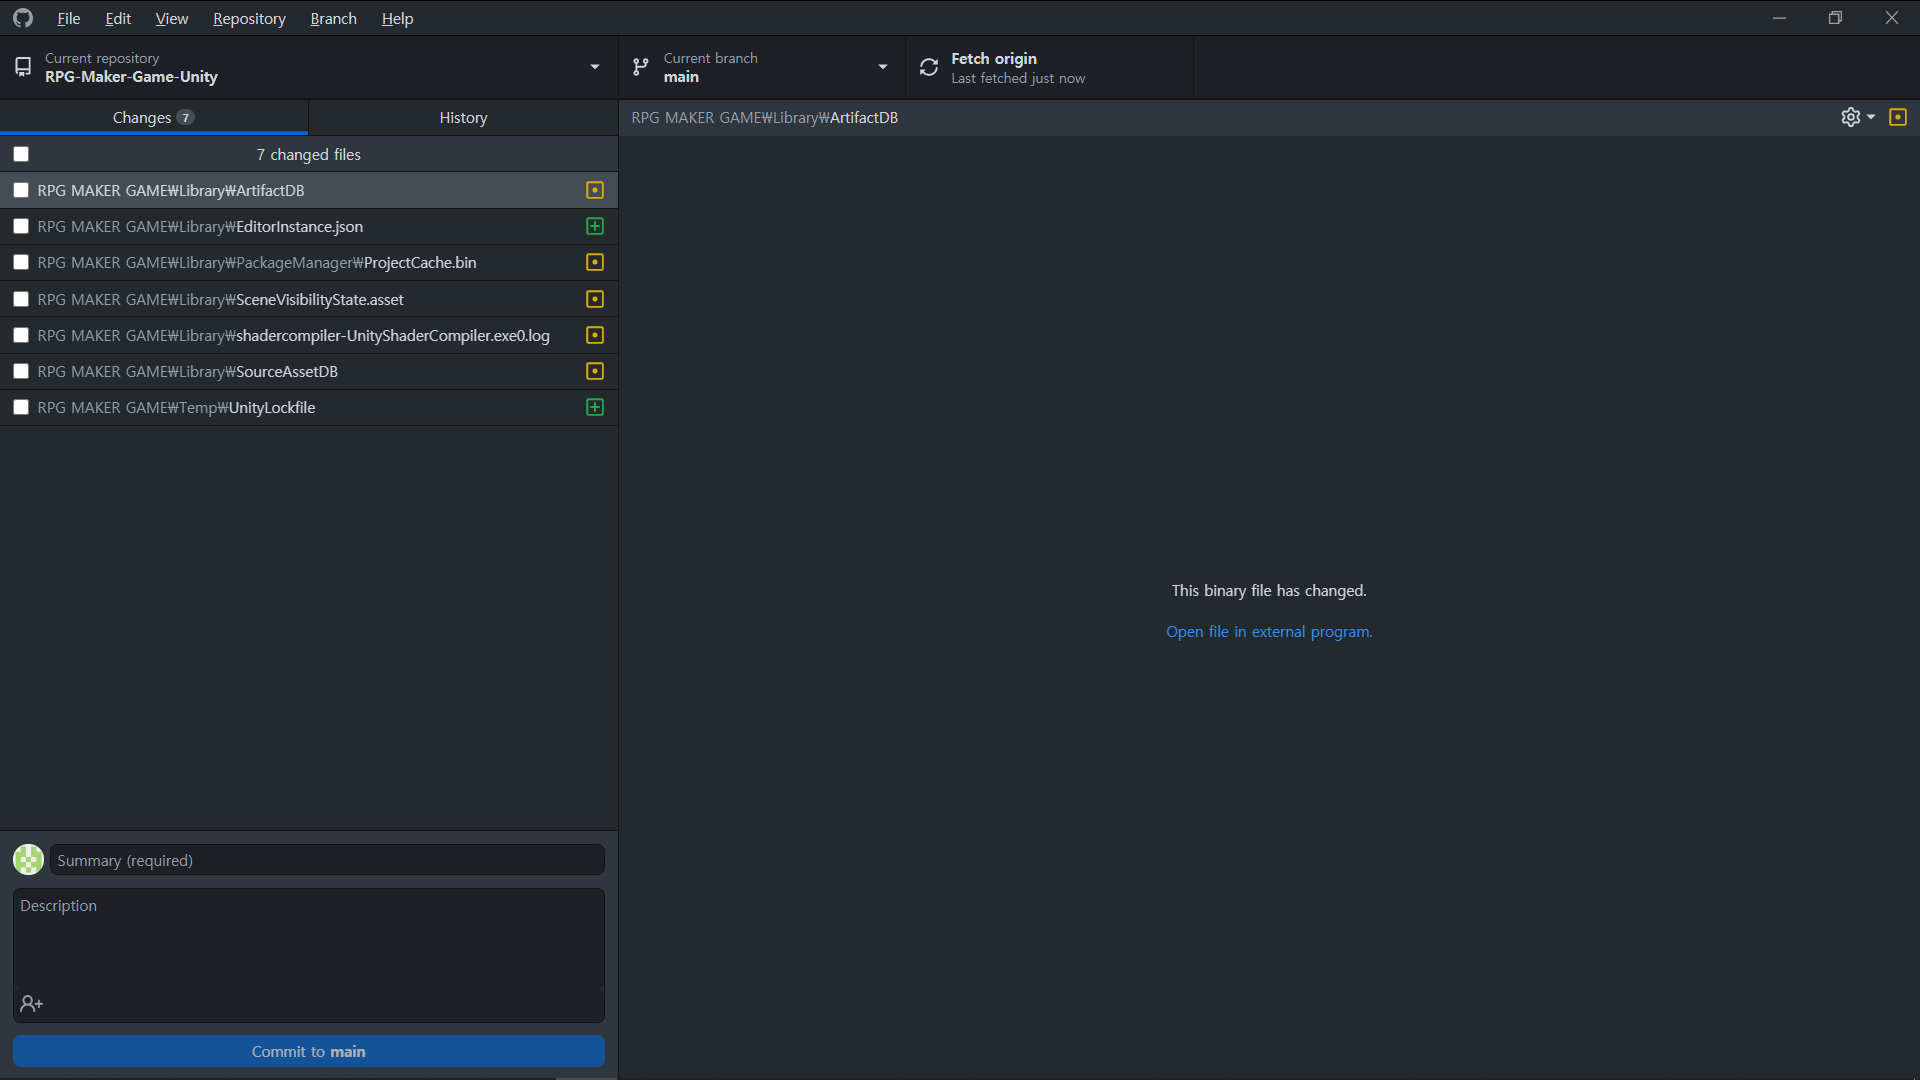 File Edit View Repository Branch Help
Current repository
RPG-Maker-Game-Unity
Current branch
main
Fetch origin
Last fetched just now
Changes 7
History
7 changed files
RPG MAKER GAME₩Library₩ArtifactDB
RPG MAKER GAME₩Library₩EditorInstance.json
RPG MAKER GAME₩Library₩PackageManager₩ProjectCache.bin
RPG MAKER GAME₩Library₩SceneVisibilityState.asset
RPG MAKER GAME₩Library₩shadercompiler-UnityShaderCompiler.exe0.log
RPG MAKER GAME₩Library₩SourceAssetDB
RPG MAKER GAME₩Temp₩UnityLockfile
Summary (required)
Description
Commit to main
RPG MAKER GAME₩Library₩ArtifactDB
This binary file has changed.
Open file in external program.